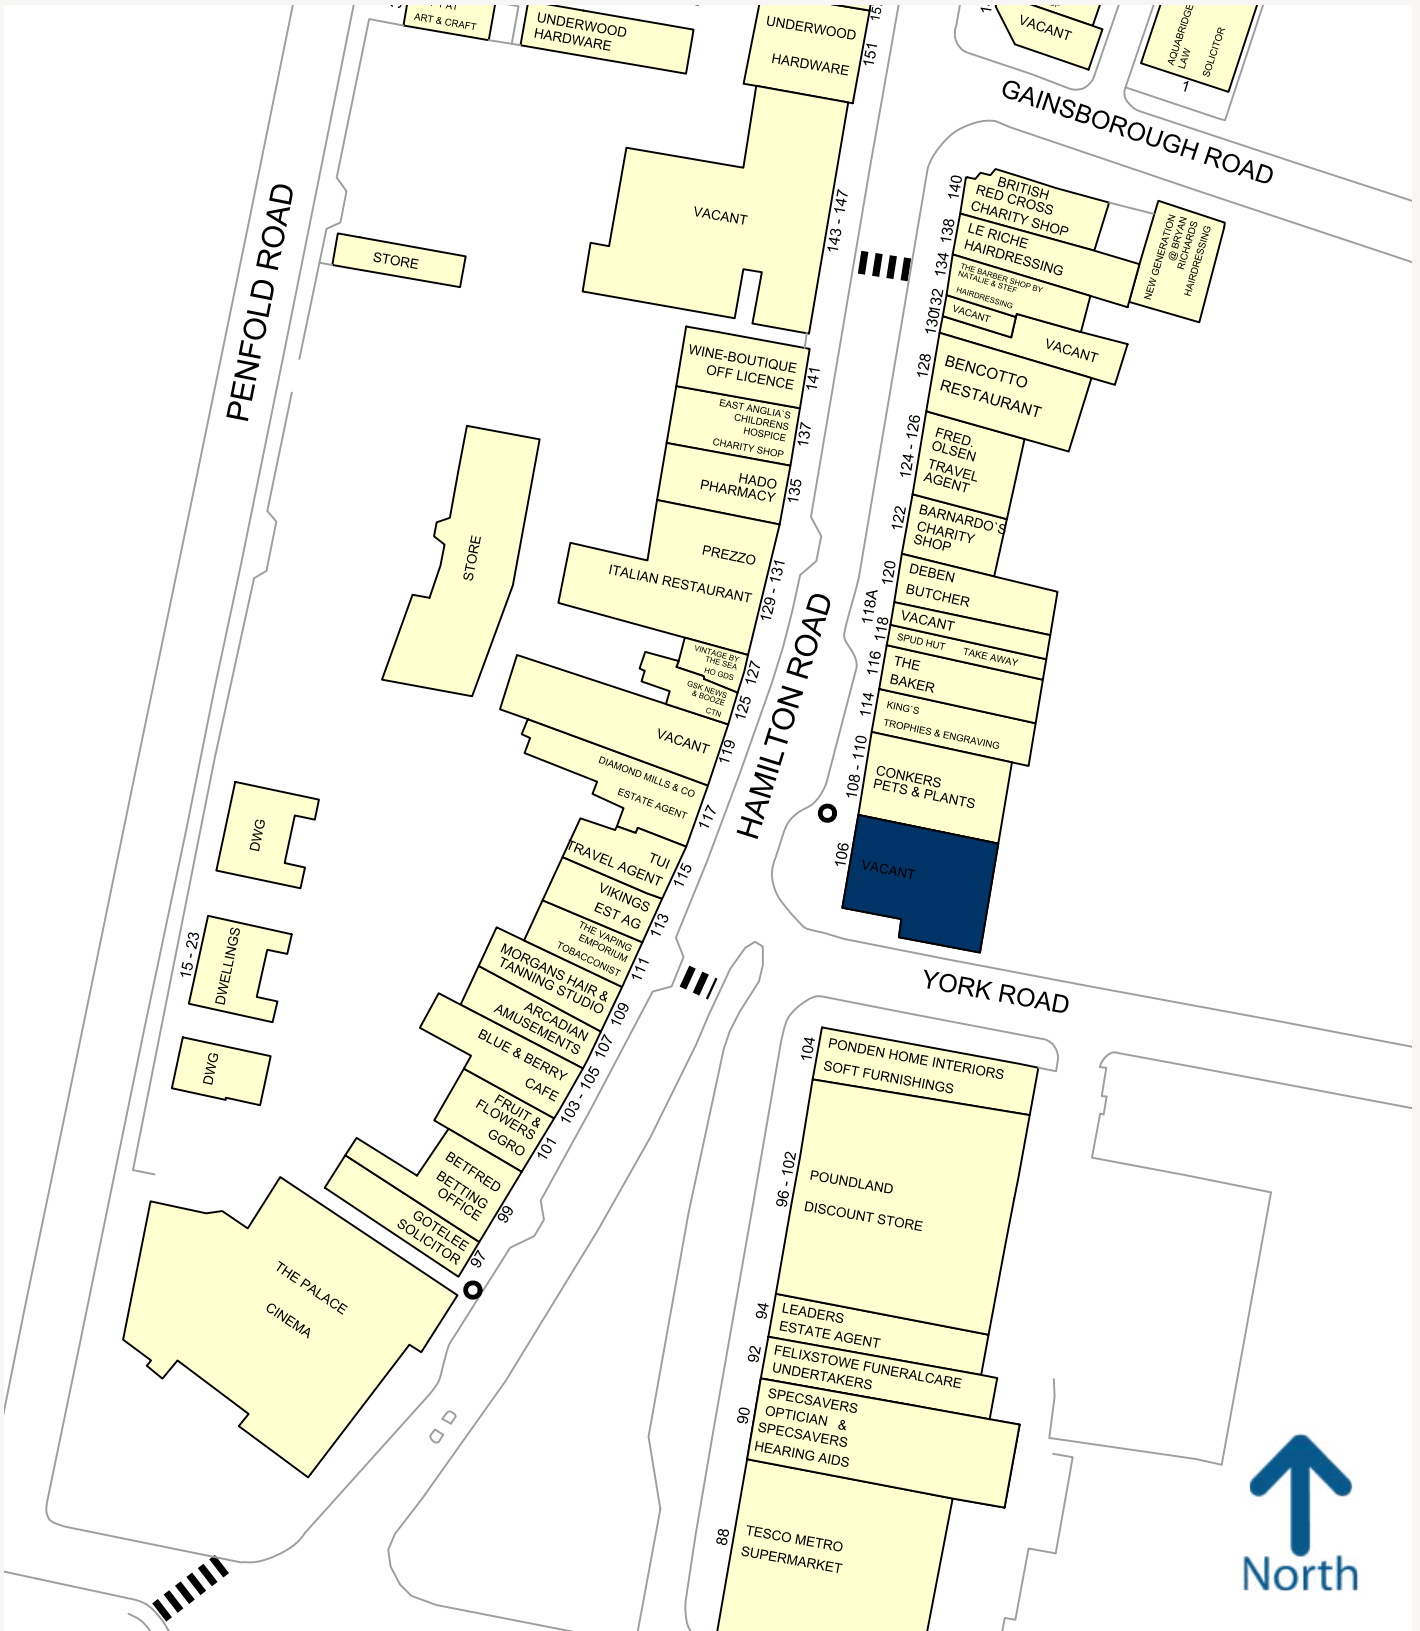 ART & CRAFT
UNDERWOOD
HARDWARE
UNDERWOOD
HARDWARE
151
VACANT
AQUABRIDGE
LAW
SOLICITOR
1
GAINSBOROUGH ROAD
PENFOLD ROAD
STORE
VACANT
143 - 147
140
BRITISH
RED CROSS
CHARITY SHOP
138
LE RICHE
HAIRDRESSING
NEW GENERATION
@ BRYAN
RICHARDS
HAIRDRESSING
134
THE BARBER SHOP BY
NATALIE & STEF
HAIRDRESSING
132
VACANT
130
VACANT
128
BENCOTTO
RESTAURANT
WINE-BOUTIQUE
OFF LICENCE
141
EAST ANGLIA`S
CHILDRENS
HOSPICE
CHARITY SHOP
137
HADO
PHARMACY
135
124 - 126
FRED.
OLSEN
TRAVEL
AGENT
122
BARNARDO`S
CHARITY
SHOP
STORE
PREZZO
ITALIAN RESTAURANT
129 - 131
120
DEBEN
BUTCHER
118A
VACANT
118
SPUD HUT
TAKE AWAY
116
THE
BAKER
114
KING`S
TROPHIES & ENGRAVING
108 - 110
CONKERS
PETS & PLANTS
106
VACANT
HAMILTON ROAD
VINTAGE BY
THE SEA
HO GDS
127
GSK NEWS
& BOOZE
CTN
125
VACANT
119
DIAMOND MILLS & CO
ESTATE AGENT
117
TUI
TRAVEL AGENT
115
VIKINGS
EST AG
113
THE VAPING
EMPORIUM
TOBACCONIST
111
MORGANS HAIR &
TANNING STUDIO
109
ARCADIAN
AMUSEMENTS
107
BLUE & BERRY
CAFE
103 - 105
FRUIT &
FLOWERS
GGRO
101
BETFRED
BETTING
OFFICE
99
GOTELEE
SOLICITOR
97
DWG
15 - 23
DWELLINGS
DWG
THE PALACE
CINEMA
YORK ROAD
104
PONDEN HOME INTERIORS
SOFT FURNISHINGS
96 - 102
POUNDLAND
DISCOUNT STORE
94
LEADERS
ESTATE AGENT
92
FELIXSTOWE FUNERALCARE
UNDERTAKERS
90
SPECSAVERS
OPTICIAN &
SPECSAVERS
HEARING AIDS
88
TESCO METRO
SUPERMARKET
North